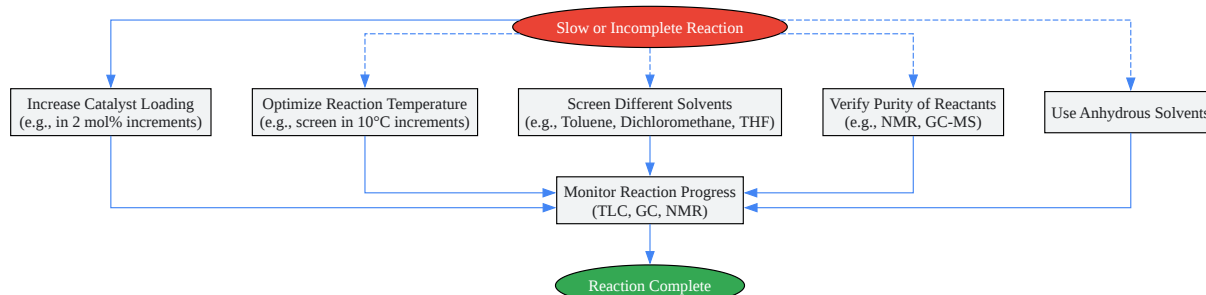 Slow or Incomplete Reaction
Increase Catalyst Loading
(e.g., in 2 mol% increments)
Optimize Reaction Temperature
(e.g., screen in 10°C increments)
Screen Different Solvents
(e.g., Toluene, Dichloromethane, THF)
Verify Purity of Reactants
(e.g., NMR, GC-MS)
Use Anhydrous Solvents
Monitor Reaction Progress
(TLC, GC, NMR)
Reaction Complete